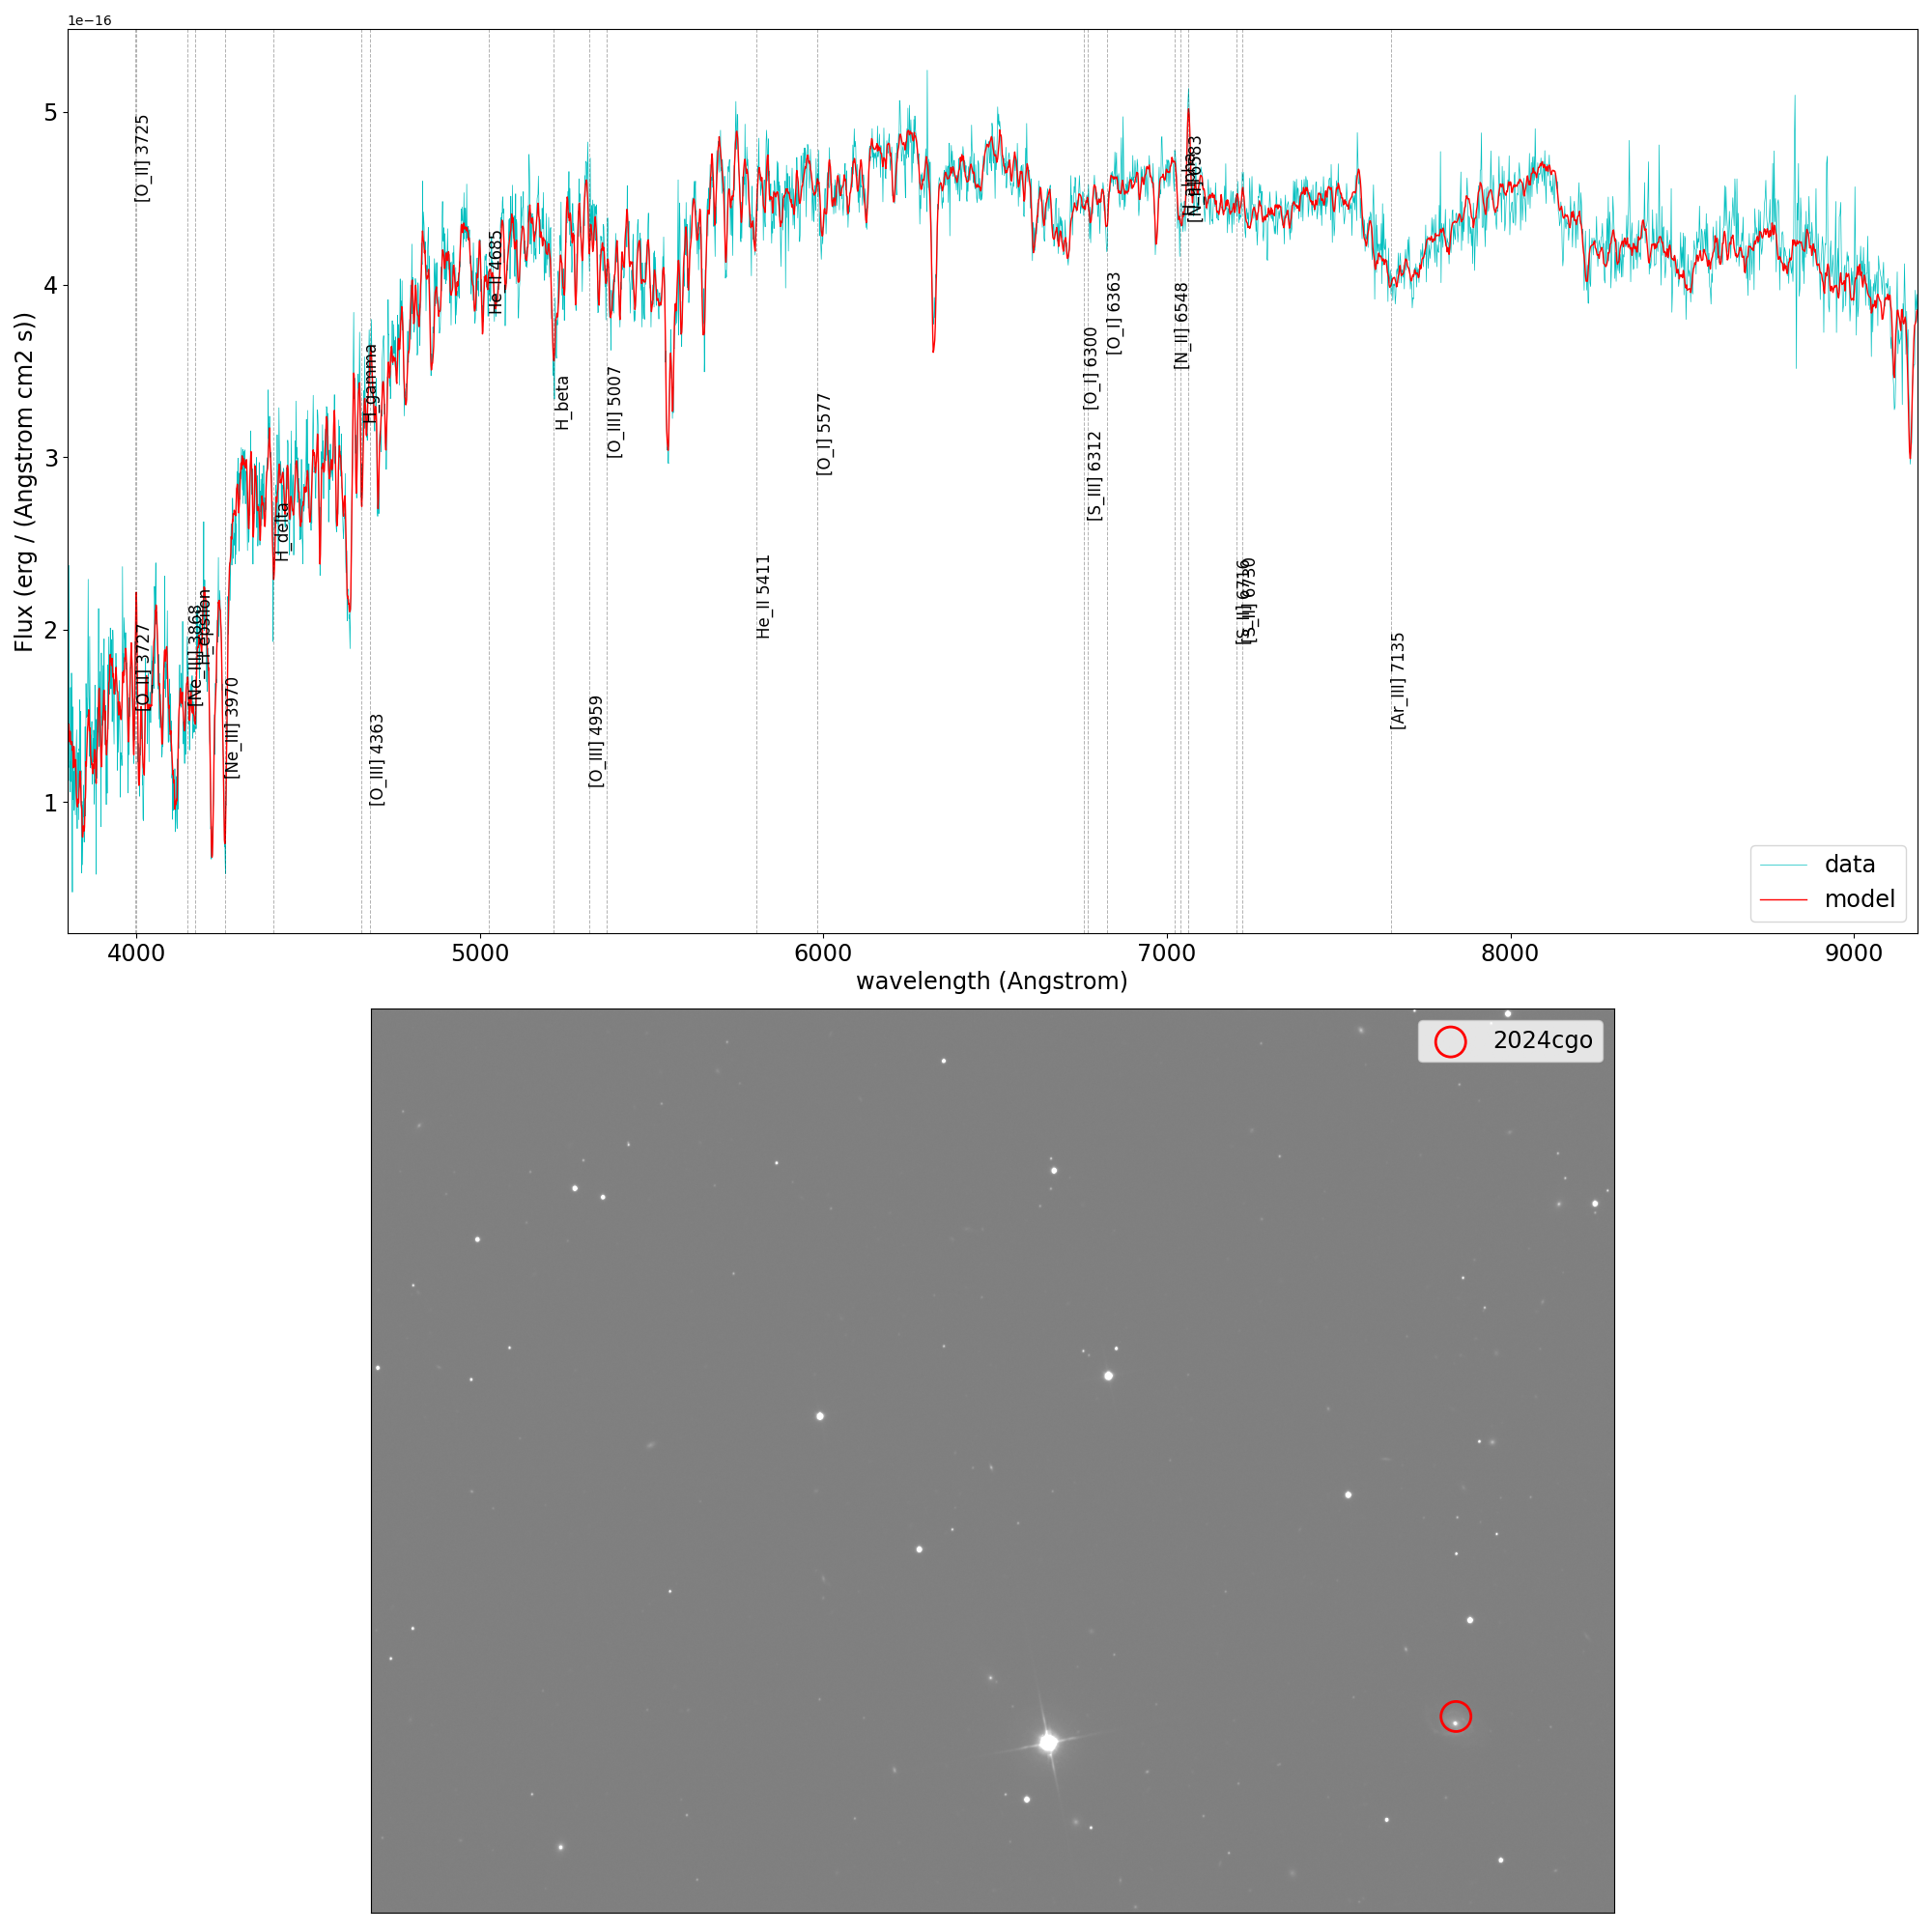 1e−16
Flux (erg / (Angstrom cm2 s))
5
4
3
2
1
[O_II] 3725
[O_II] 3727
[Ne_III] 3868
H_epsilon
[Ne_III] 3970
H_delta
H_gamma
[O_III] 4363
He_II 4685
H_beta
[O_III] 4959
[O_III] 5007
He_II 5411
[O_I] 5577
[O_I] 6300
[S_III] 6312
[O_I] 6363
[N_II] 6548
H_alpha
[N_II] 6583
[S_II] 6716
[S_II] 6730
[Ar_III] 7135
data
model
4000 5000 6000 7000 8000 9000
wavelength (Angstrom)
2024cgo